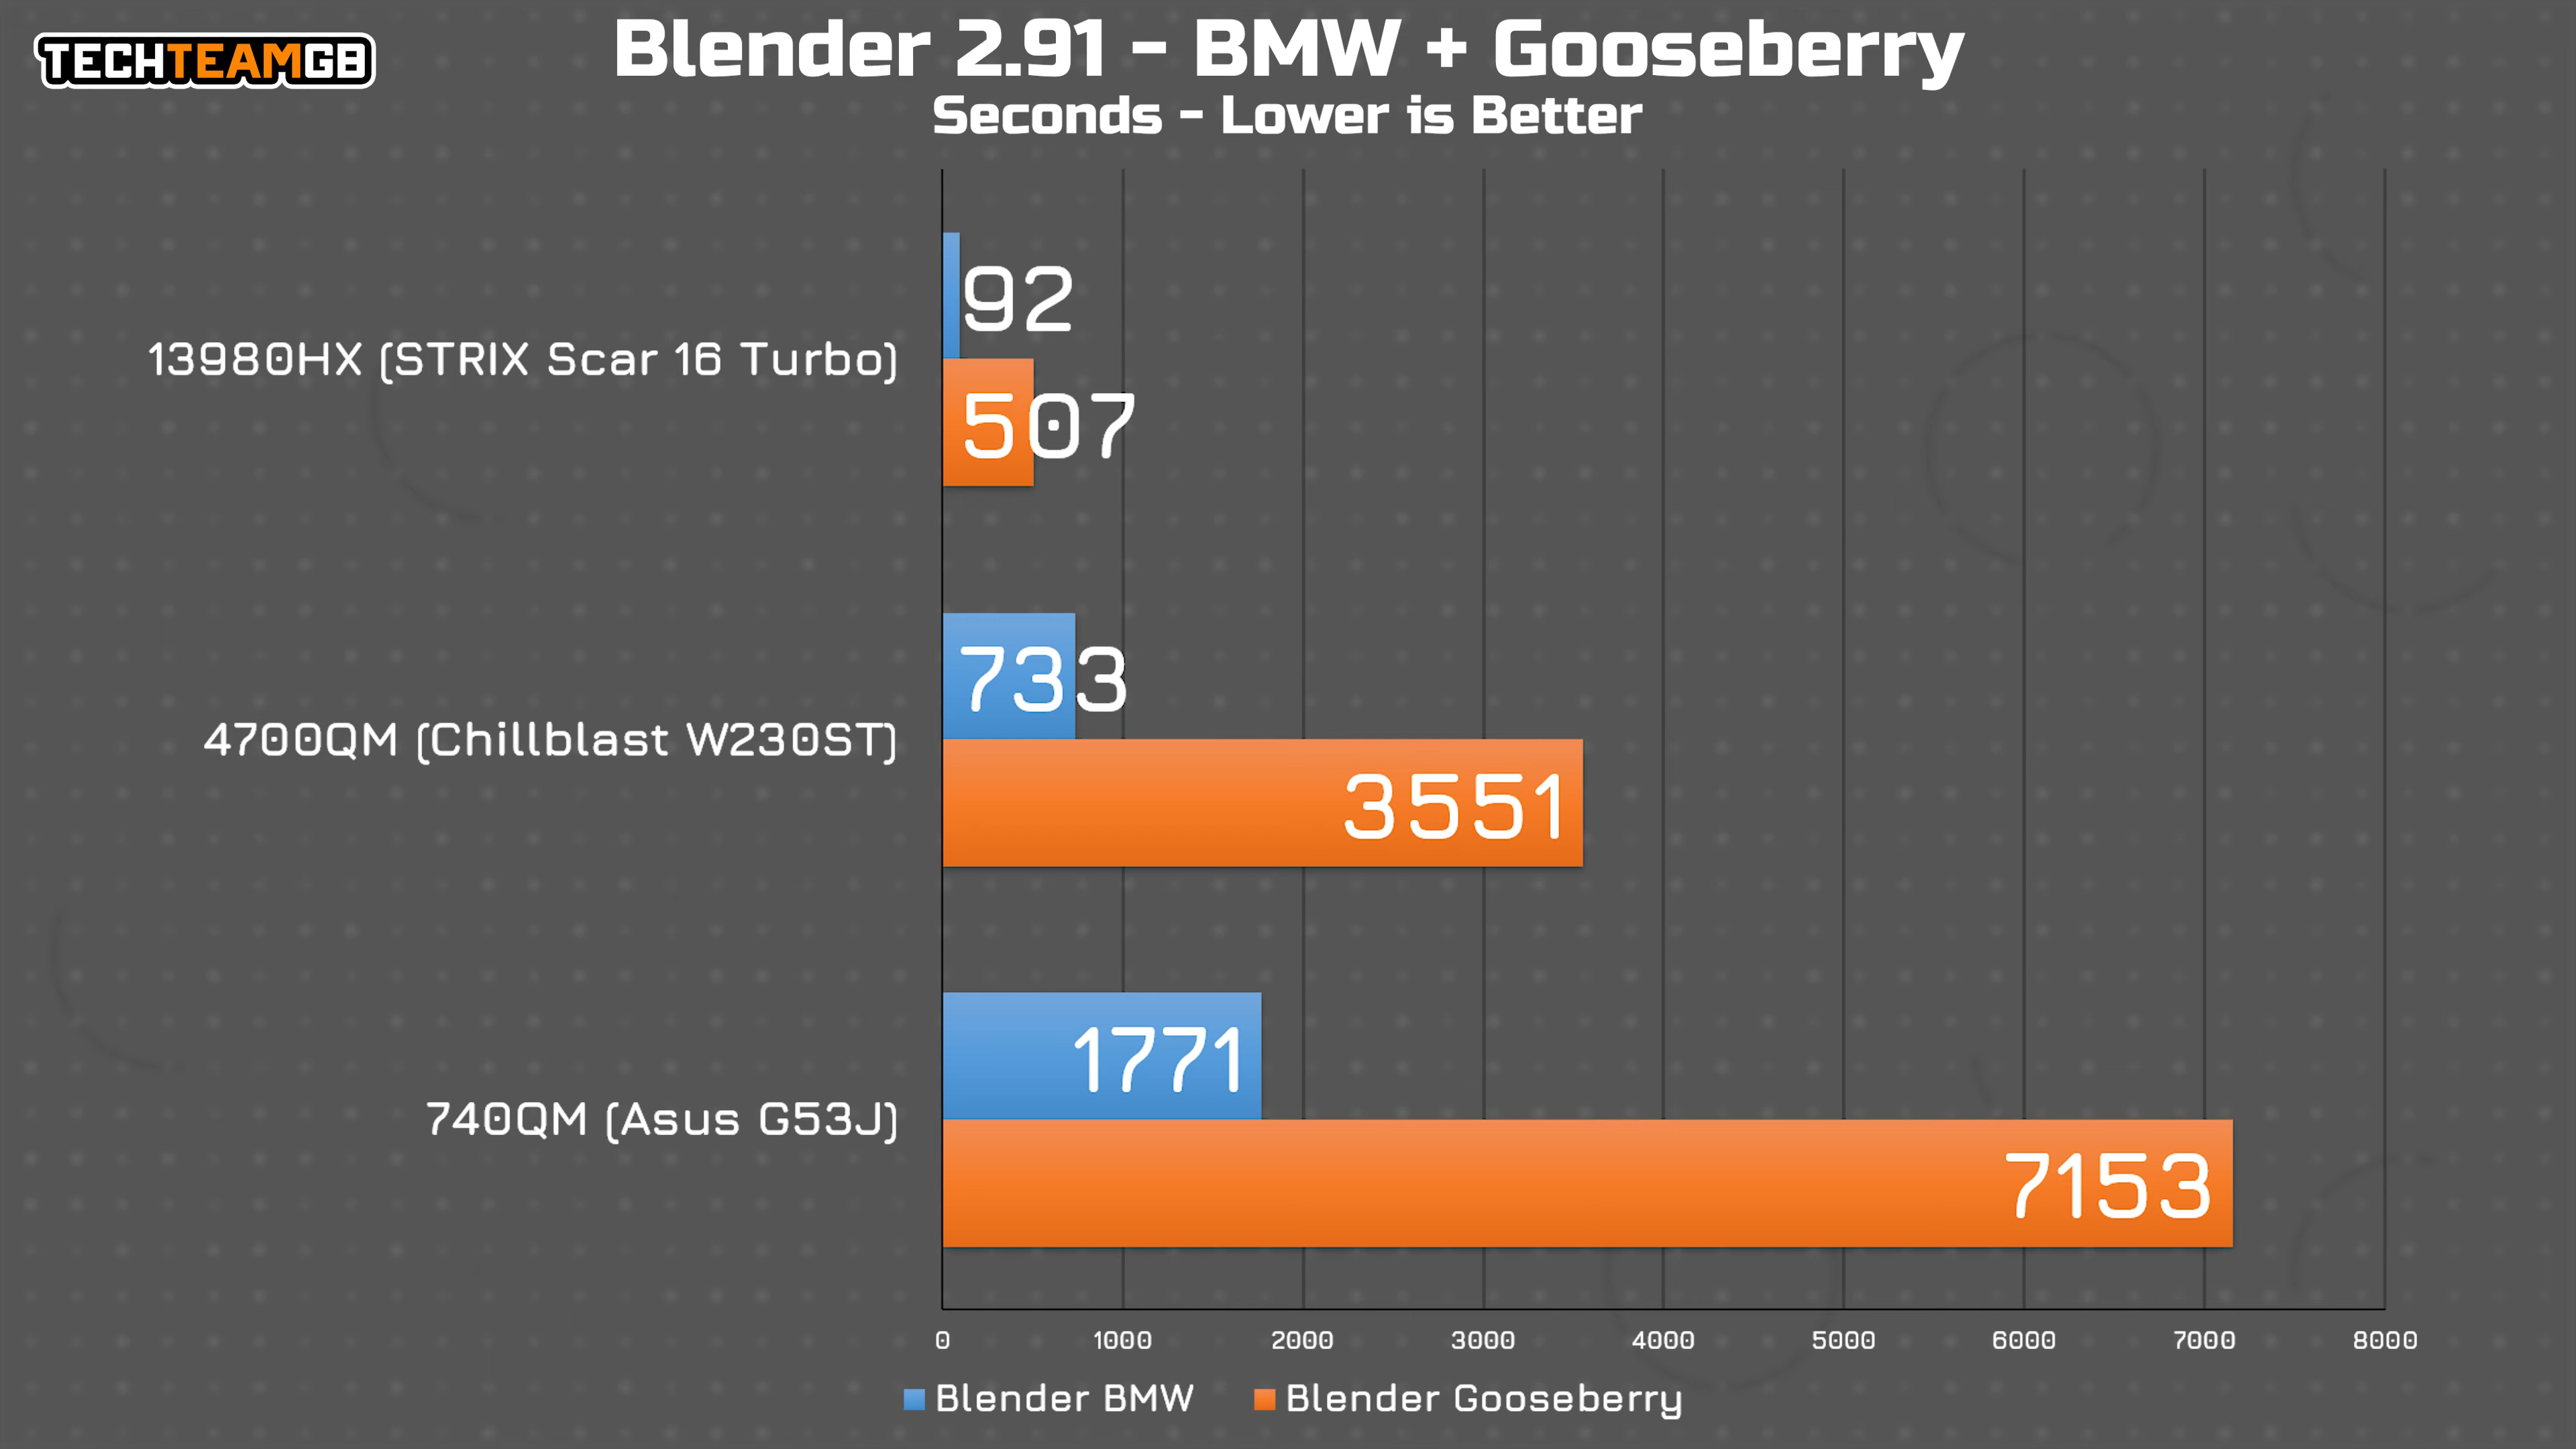 TECHTEAMGB
Blender 2.91 - BMW + Gooseberry
Seconds - Lower is Better
13980HX (STRIX Scar 16 Turbo)
92
507
4700QM (Chillblast W230ST)
733
3551
740QM (Asus G53J)
1771
7153
0 1000 2000 3000 4000 5000 6000 7000 8000
Blender BMW Blender Gooseberry